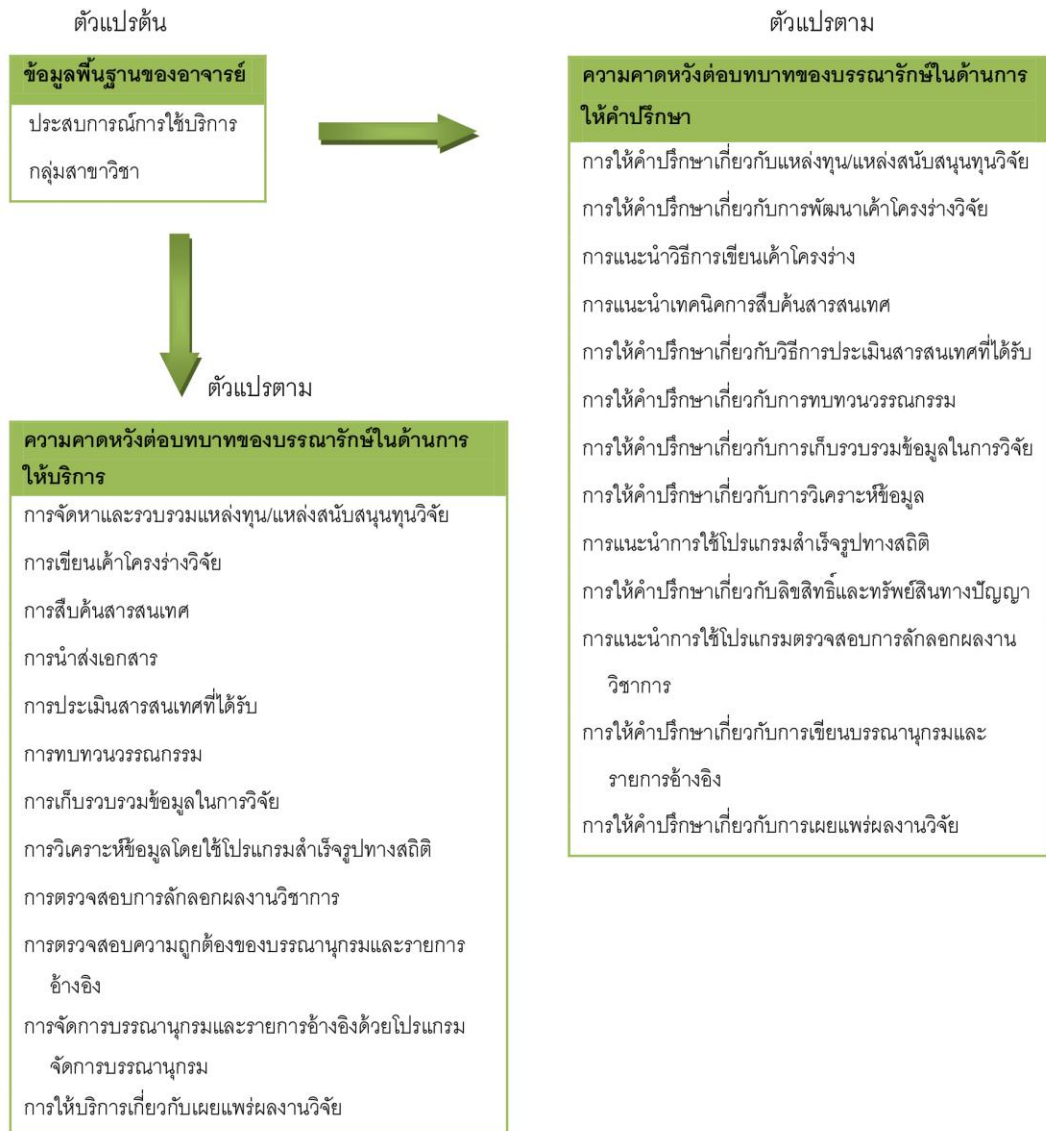 ตัวแปรต้น
ข้อมูลพื้นฐานของอาจารย์
ประสบการณ์การใช้บริการ
กลุ่มสาขาวิชา
ตัวแปรตาม
ความคาดหวังต่อบทบาทของบรรณารักษ์ในด้านการ
ให้คำปรึกษา
การให้คำปรึกษาเกี่ยวกับแหล่งทุน/แหล่งสนับสนุนทุนวิจัย
การให้คำปรึกษาเกี่ยวกับการพัฒนาเค้าโครงร่างวิจัย
การแนะนำวิธีการเขียนเค้าโครงร่าง
การแนะนำเทคนิคการสืบค้นสารสนเทศ
การให้คำปรึกษาเกี่ยวกับวิธีการประเมินสารสนเทศที่ได้รับ
การให้คำปรึกษาเกี่ยวกับการทบทวนวรรณกรรม
การให้คำปรึกษาเกี่ยวกับการเก็บรวบรวมข้อมูลในการวิจัย
การให้คำปรึกษาเกี่ยวกับการวิเคราะห์ข้อมูล
การแนะนำการใช้โปรแกรมสำเร็จรูปทางสถิติ
การให้คำปรึกษาเกี่ยวกับลิขสิทธิ์และทรัพย์สินทางปัญญา
การแนะนำการใช้โปรแกรมตรวจสอบการลักลอกผลงาน
วิชาการ
การให้คำปรึกษาเกี่ยวกับการเขียนบรรณานุกรมและ
รายการอ้างอิง
การให้คำปรึกษาเกี่ยวกับการเผยแพร่ผลงานวิจัย
ตัวแปรตาม
ความคาดหวังต่อบทบาทของบรรณารักษ์ในด้านการ
ให้บริการ
การจัดหาและรวบรวมแหล่งทุน/แหล่งสนับสนุนทุนวิจัย
การเขียนเค้าโครงร่างวิจัย
การสืบค้นสารสนเทศ
การนำส่งเอกสาร
การประเมินสารสนเทศที่ได้รับ
การทบทวนวรรณกรรม
การเก็บรวบรวมข้อมูลในการวิจัย
การวิเคราะห์ข้อมูลโดยใช้โปรแกรมสำเร็จรูปทางสถิติ
การตรวจสอบการลักลอกผลงานวิชาการ
การตรวจสอบความถูกต้องของบรรณานุกรมและรายการ
อ้างอิง
การจัดการบรรณานุกรมและรายการอ้างอิงด้วยโปรแกรม
จัดการบรรณานุกรม
การให้บริการเกี่ยวกับเผยแพร่ผลงานวิจัย